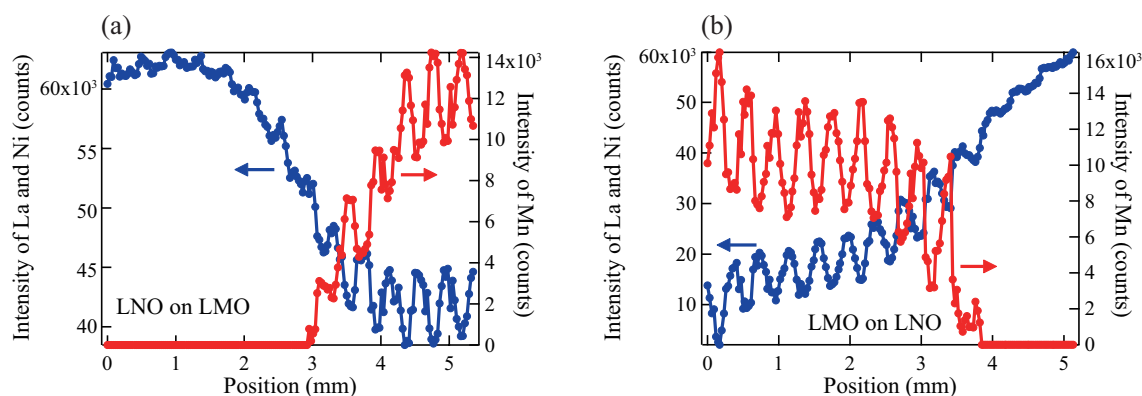 (a)
Intensity of La and Ni (counts)
60x10³
55
50
45
40
LNO on LMO
0
1
2
3
4
5
Position (mm)
14x10³
12
10
8
6
4
2
0
Intensity of Mn (counts)
(b)
Intensity of La and Ni (counts)
60x10³
50
40
30
20
10
LMO on LNO
0
1
2
3
4
5
Position (mm)
16x10³
14
12
10
8
6
4
2
0
Intensity of Mn (counts)